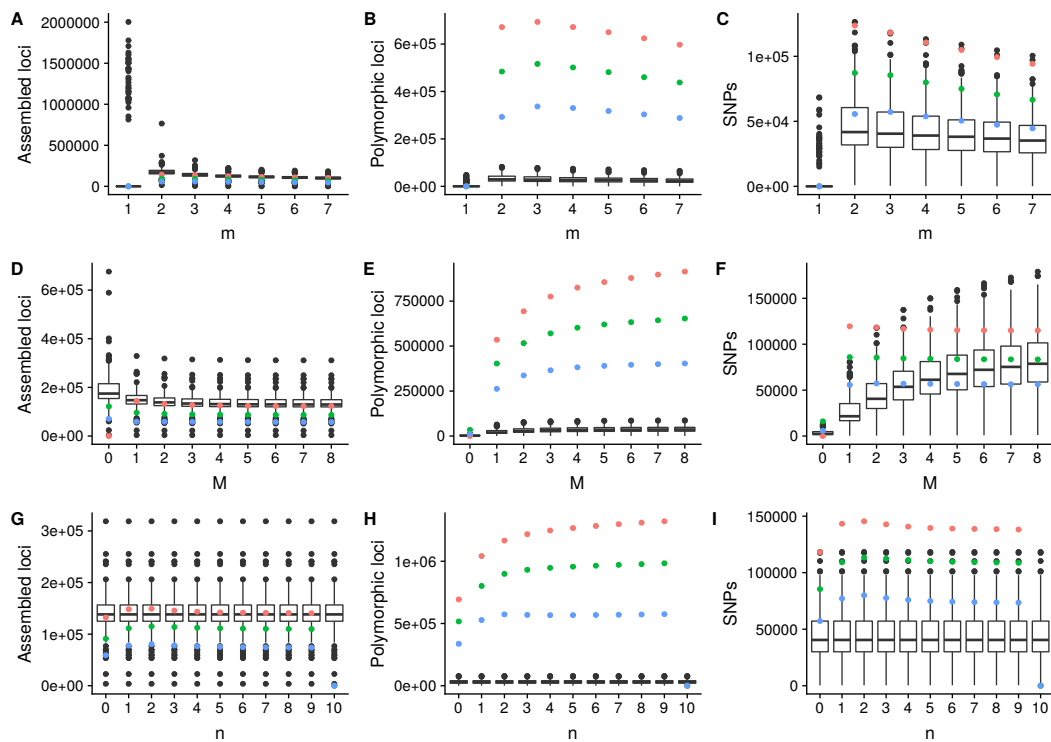 A
Assembled loci
2000000
1500000
1000000
500000
0
1 2 3 4 5 6 7
m
B
Polymorphic loci
6e+05
4e+05
2e+05
0e+00
1 2 3 4 5 6 7
m
C
SNPs
1e+05
5e+04
0e+00
1 2 3 4 5 6 7
m
D
Assembled loci
6e+05
4e+05
2e+05
0e+00
0 1 2 3 4 5 6 7 8
M
E
Polymorphic loci
750000
500000
250000
0
0 1 2 3 4 5 6 7 8
M
F
SNPs
150000
100000
50000
0
0 1 2 3 4 5 6 7 8
M
G
Assembled loci
3e+05
2e+05
1e+05
0e+00
0 1 2 3 4 5 6 7 8 9 10
n
H
Polymorphic loci
1e+06
5e+05
0e+00
0 1 2 3 4 5 6 7 8 9 10
n
I
SNPs
150000
100000
50000
0
0 1 2 3 4 5 6 7 8 9 10
n